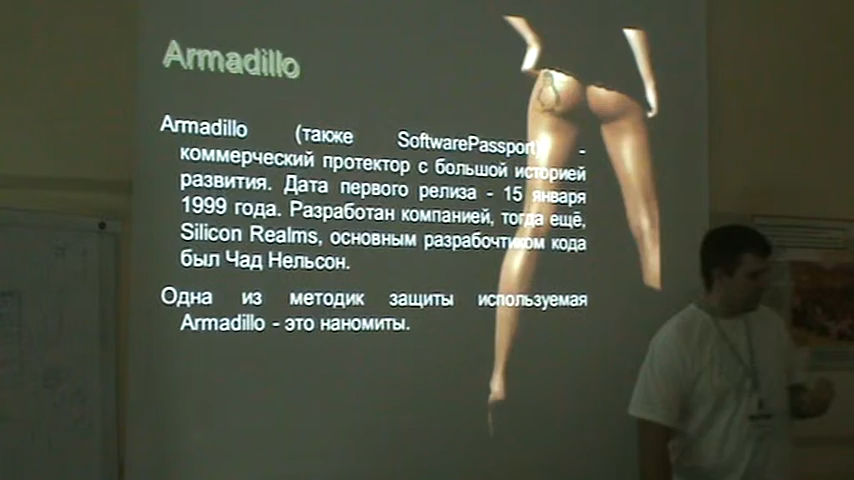 Armadillo
Armadillo (также SoftwarePassport) -
коммерческий протектор с большой историей
развития. Дата первого релиза - 15 января
1999 года. Разработан компанией, тогда ещё,
Silicon Realms, основным разрабочтиком кода
был Чад Нельсон.
Одна из методик защиты используемая
Armadillo - это наномиты.